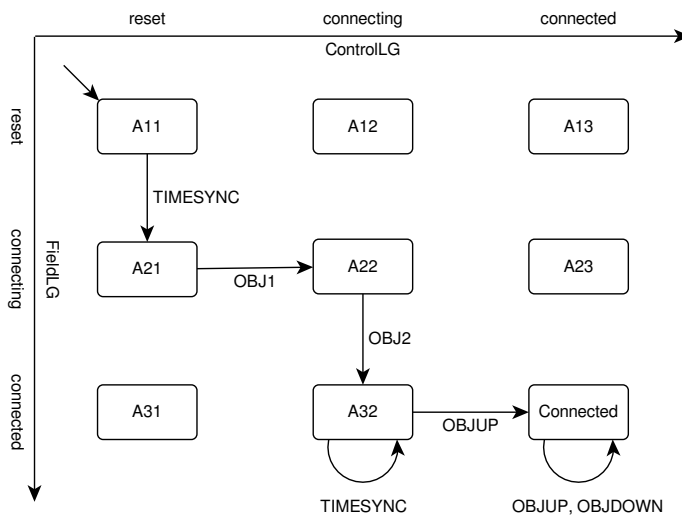 reset
connecting
connected
ControlLG
reset
A11
A12
A13
TIMESYNC
connecting
FieldLG
A21
OBJ1
A22
A23
OBJ2
connected
A31
A32
OBJUP
Connected
TIMESYNC
OBJUP, OBJDOWN